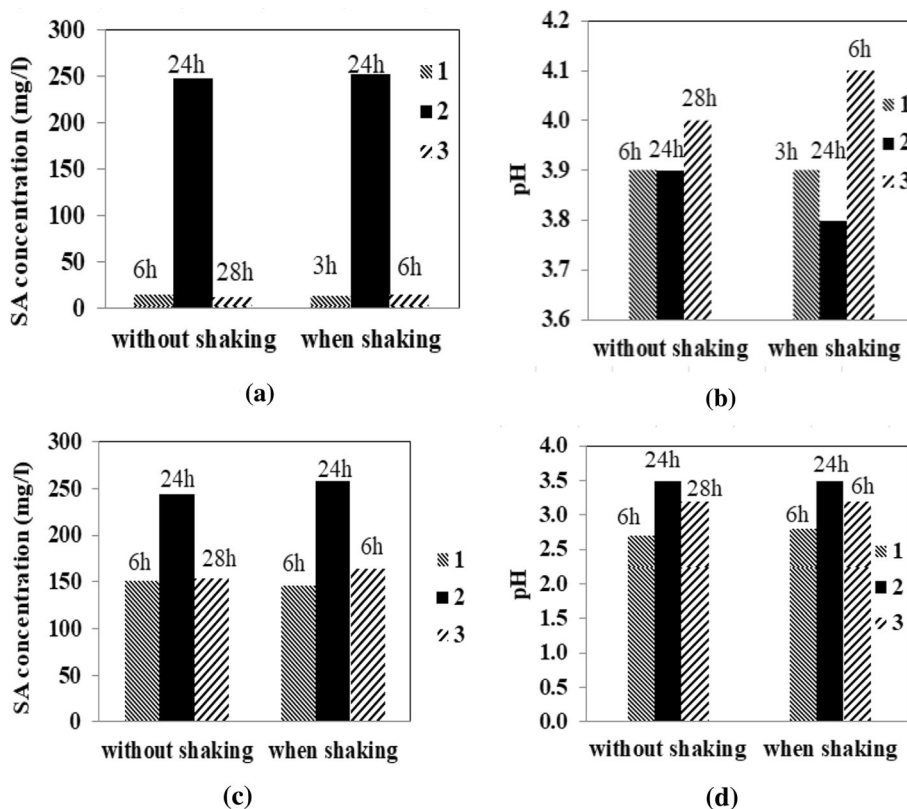 SA concentration (mg/l)
300
250
200
150
100
50
0
24h
24h
6h
28h
3h
6h
1
2
3
without shaking
when shaking
(a)
pH
4.2
4.1
4.0
3.9
3.8
3.7
3.6
6h
28h
6h
24h
3h
24h
1
2
3
without shaking
when shaking
(b)
SA concentration (mg/l)
300
250
200
150
100
50
0
24h
24h
6h
28h
6h
6h
1
2
3
without shaking
when shaking
(c)
pH
4.0
3.5
3.0
2.5
2.0
1.5
1.0
0.5
0.0
24h
24h
28h
6h
6h
6h
1
2
3
without shaking
when shaking
(d)